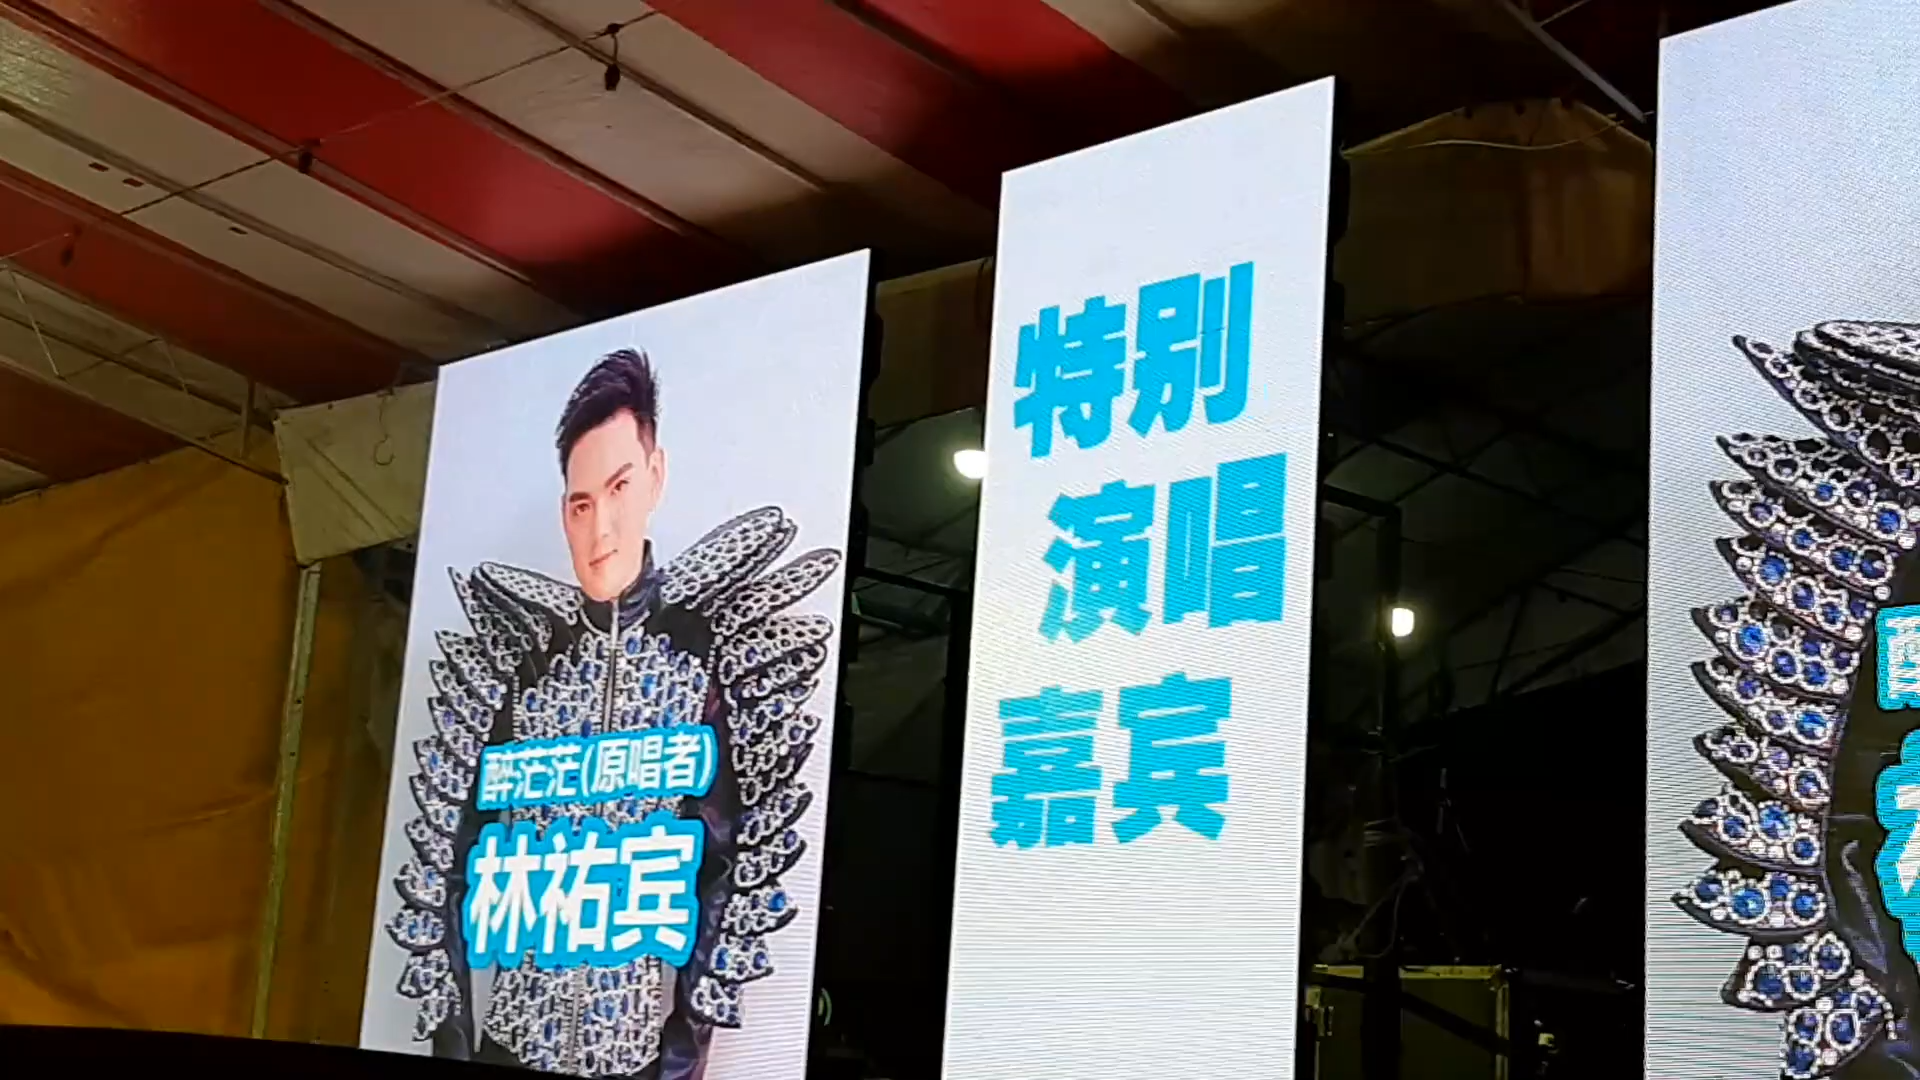 醉茫茫(原唱者)
林祐宾
特别
演唱
嘉宾